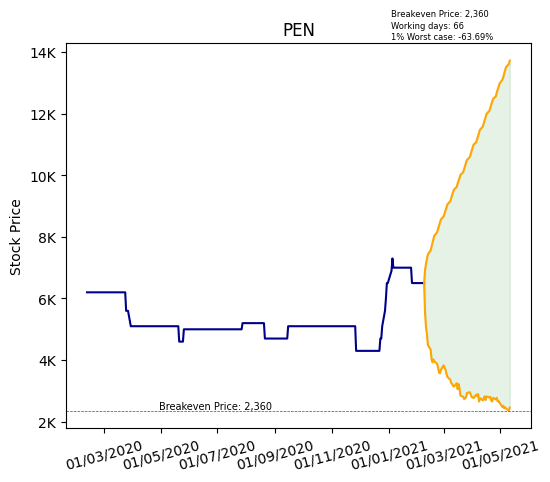 Breakeven Price: 2,360
Working days: 66
1% Worst case: -63.69%
PEN
Stock Price
14K
12K
10K
8K
6K
4K
2K
Breakeven Price: 2,360
01/03/2020
01/05/2020
01/07/2020
01/09/2020
01/11/2020
01/01/2021
01/03/2021
01/05/2021